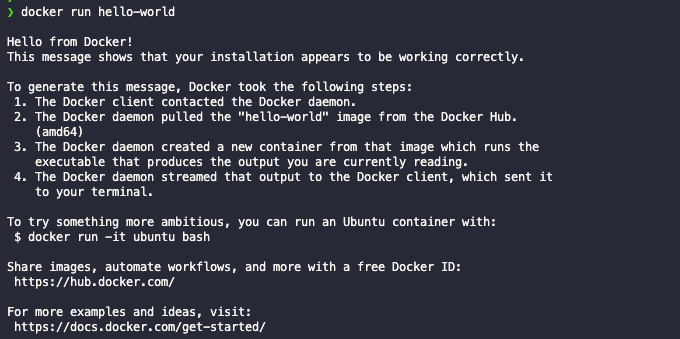 ❯ docker run hello-world
Hello from Docker!
This message shows that your installation appears to be working correctly.
To generate this message, Docker took the following steps:
1. The Docker client contacted the Docker daemon.
2. The Docker daemon pulled the "hello-world" image from the Docker Hub.
(amd64)
3. The Docker daemon created a new container from that image which runs the
executable that produces the output you are currently reading.
4. The Docker daemon streamed that output to the Docker client, which sent it
to your terminal.
To try something more ambitious, you can run an Ubuntu container with:
$ docker run -it ubuntu bash
Share images, automate workflows, and more with a free Docker ID:
https://hub.docker.com/
For more examples and ideas, visit:
https://docs.docker.com/get-started/